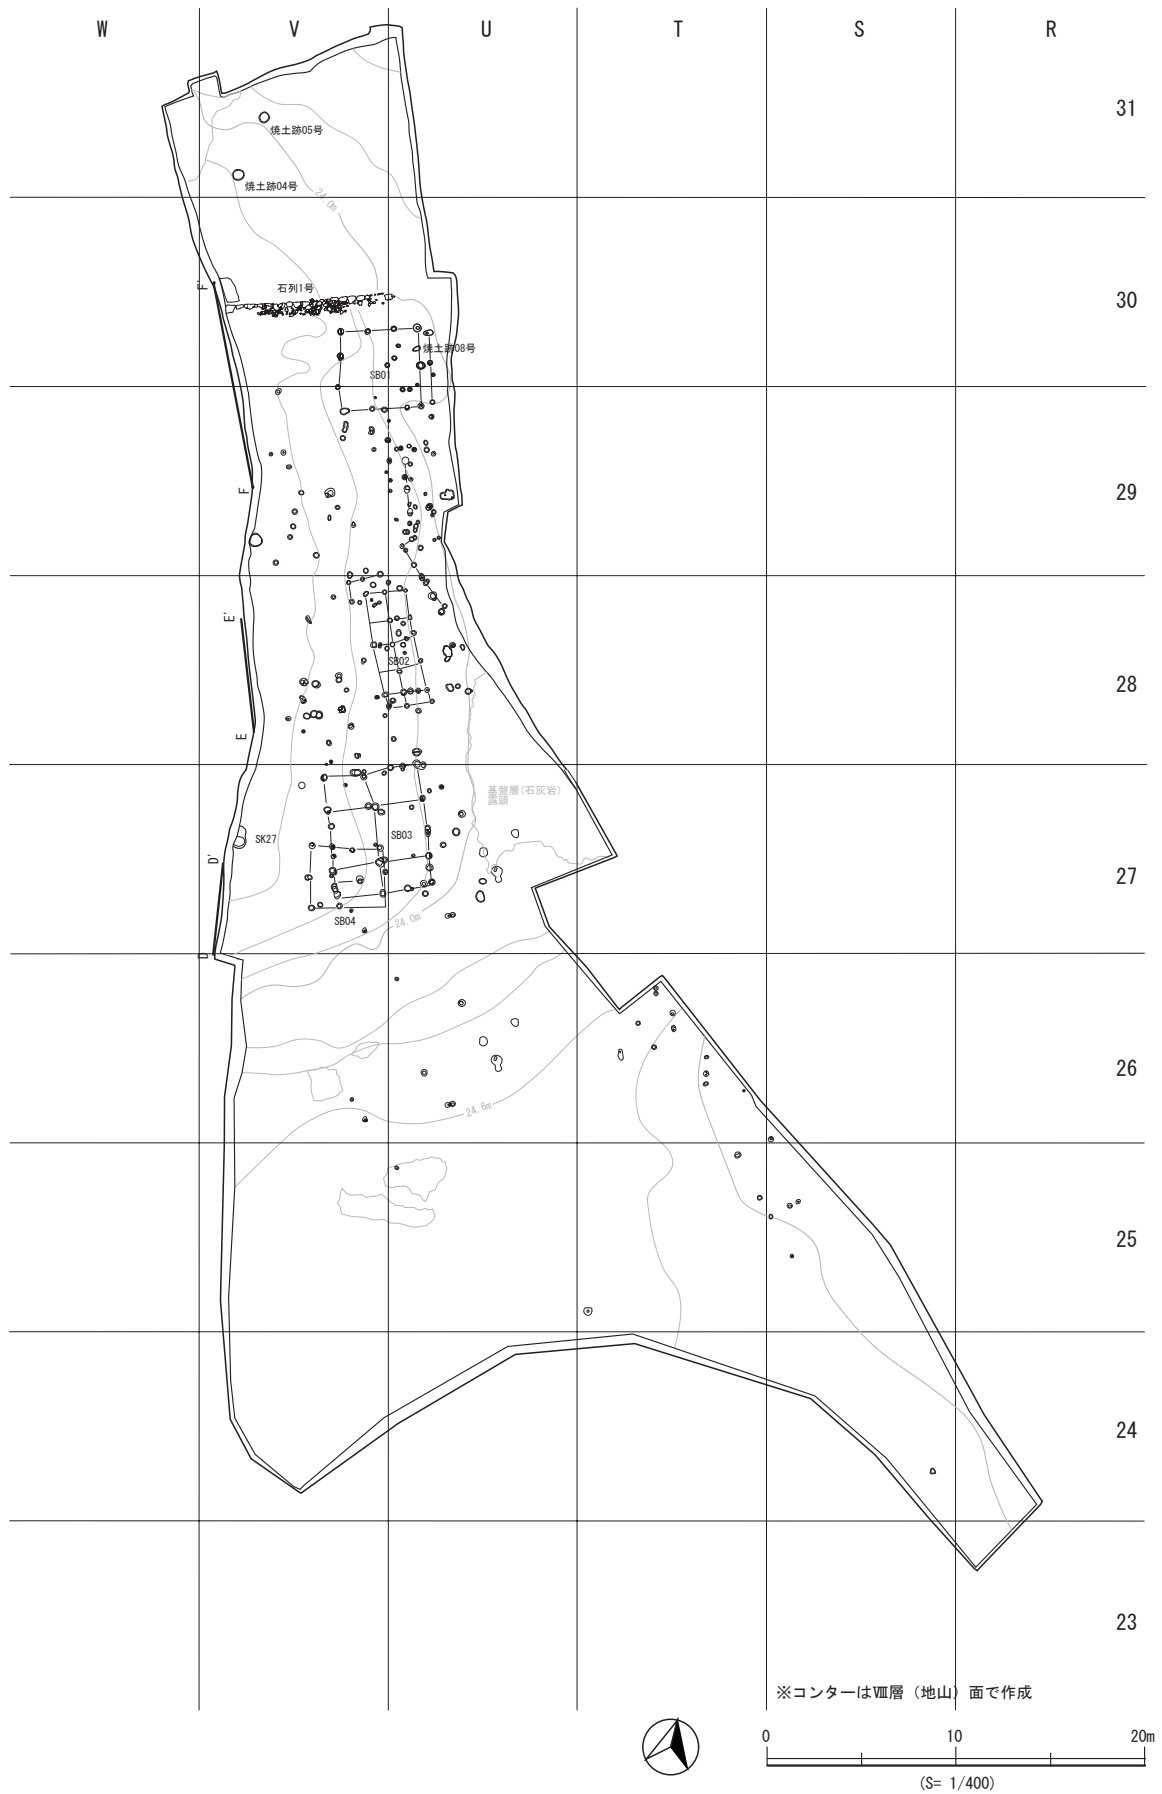 W V U T S R
31
焼土跡05号
焼土跡04号
24.0m
F'
石列1号
30
焼土跡08号
SB01
F
29
E'
SB02
28
E
基盤層(石灰岩)
露頭
SB03
SK27
D'
27
SB04
24.0m
D
26
24.6m
25
24
23
※コンターはⅧ層（地山）面で作成
0 10 20m
(S= 1/400)